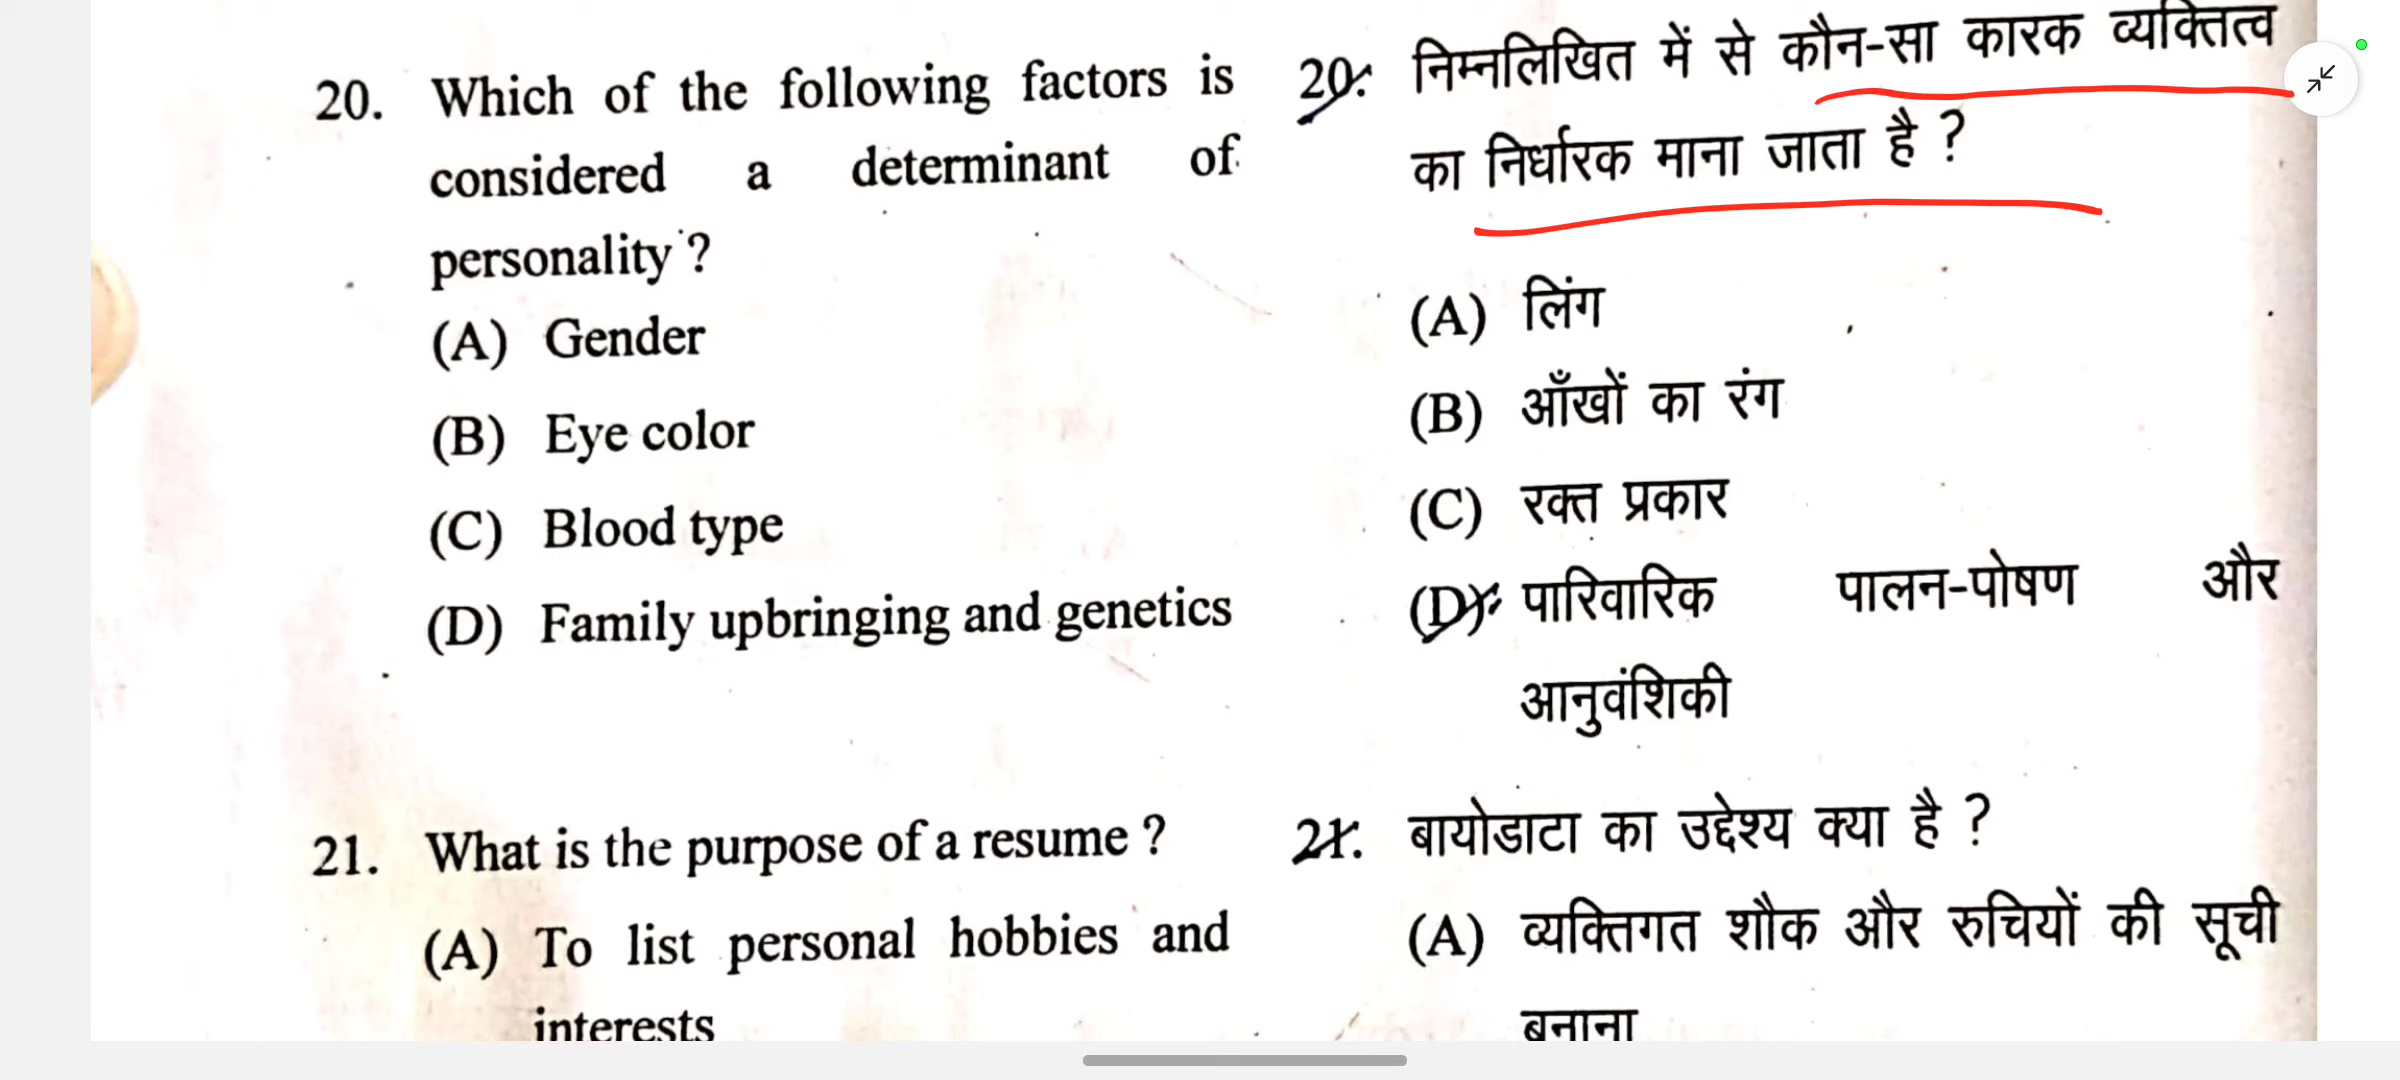 20. Which of the following factors is
considered a determinant of
personality ?
(A) Gender
(B) Eye color
(C) Blood type
(D) Family upbringing and genetics
21. What is the purpose of a resume ?
(A) To list personal hobbies and
interests
20. निम्नलिखित में से कौन-सा कारक व्यक्तित्व
का निर्धारक माना जाता है ?
(A) लिंग
(B) आँखों का रंग
(C) रक्त प्रकार
(D) पारिवारिक पालन-पोषण और
आनुवंशिकी
21. बायोडाटा का उद्देश्य क्या है ?
(A) व्यक्तिगत शौक और रुचियों की सूची
बनाना